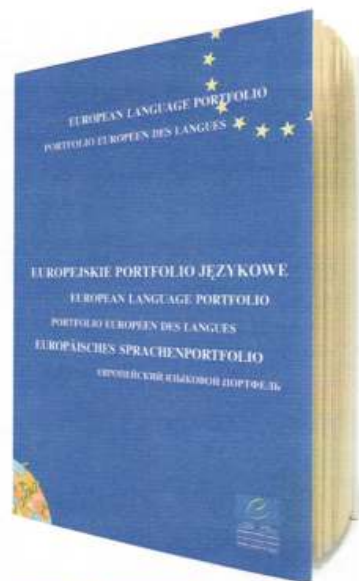 EUROPEAN LANGUAGE PORTFOLIO
PORTFOLIO EUROPEEN DES LANGUES
EUROPEJSKIE PORTFOLIO JĘZYKOWE
EUROPEAN LANGUAGE PORTFOLIO
PORTFOLIO EUROPEEN DES LANGUES
EUROPÄISCHES SPRACHENPORTFOLIO
ЕВРОПЕЙСКИЙ ЯЗЫКОВОЙ ПОРТФЕЛЬ